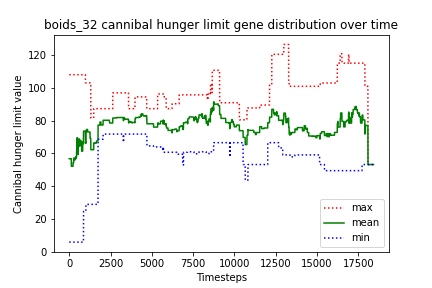 boids_32 cannibal hunger limit gene distribution over time
Cannibal hunger limit value
120
100
80
60
40
20
0
max
mean
min
0
2500
5000
7500
10000
12500
15000
17500
Timesteps